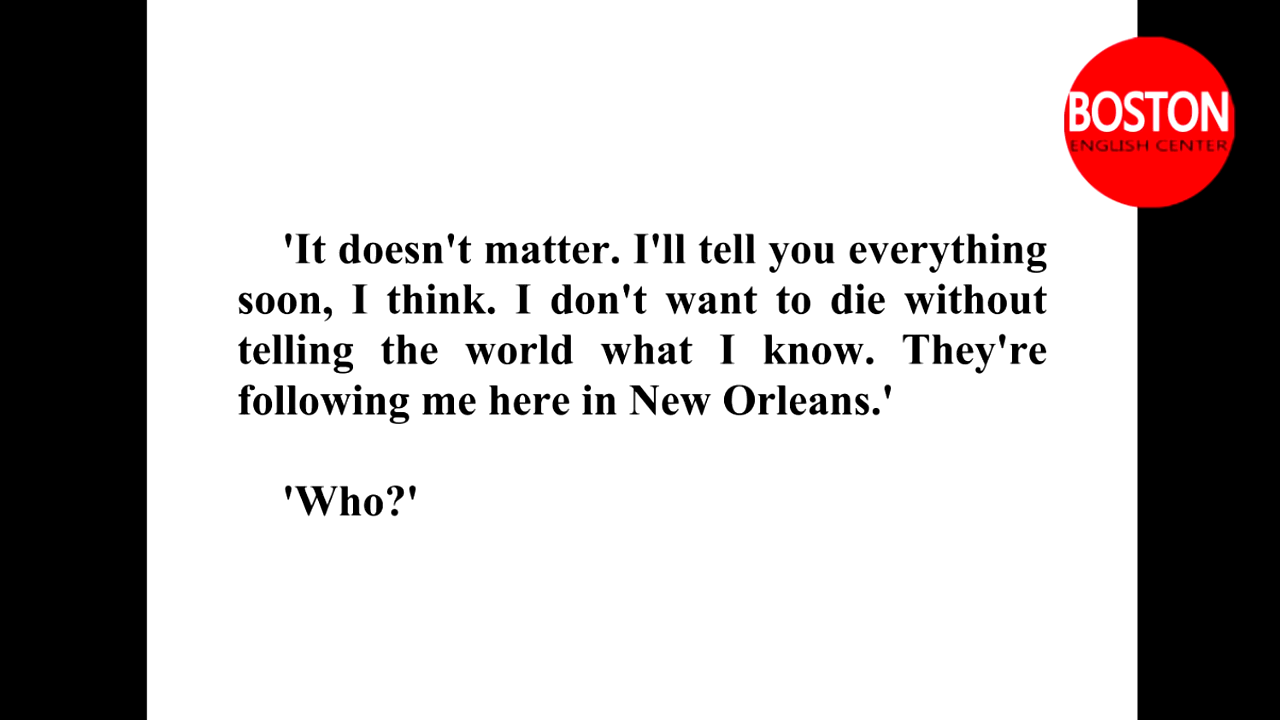 BOSTON
ENGLISH CENTER
'It doesn't matter. I'll tell you everything
soon, I think. I don't want to die without
telling the world what I know. They're
following me here in New Orleans.'
'Who?'